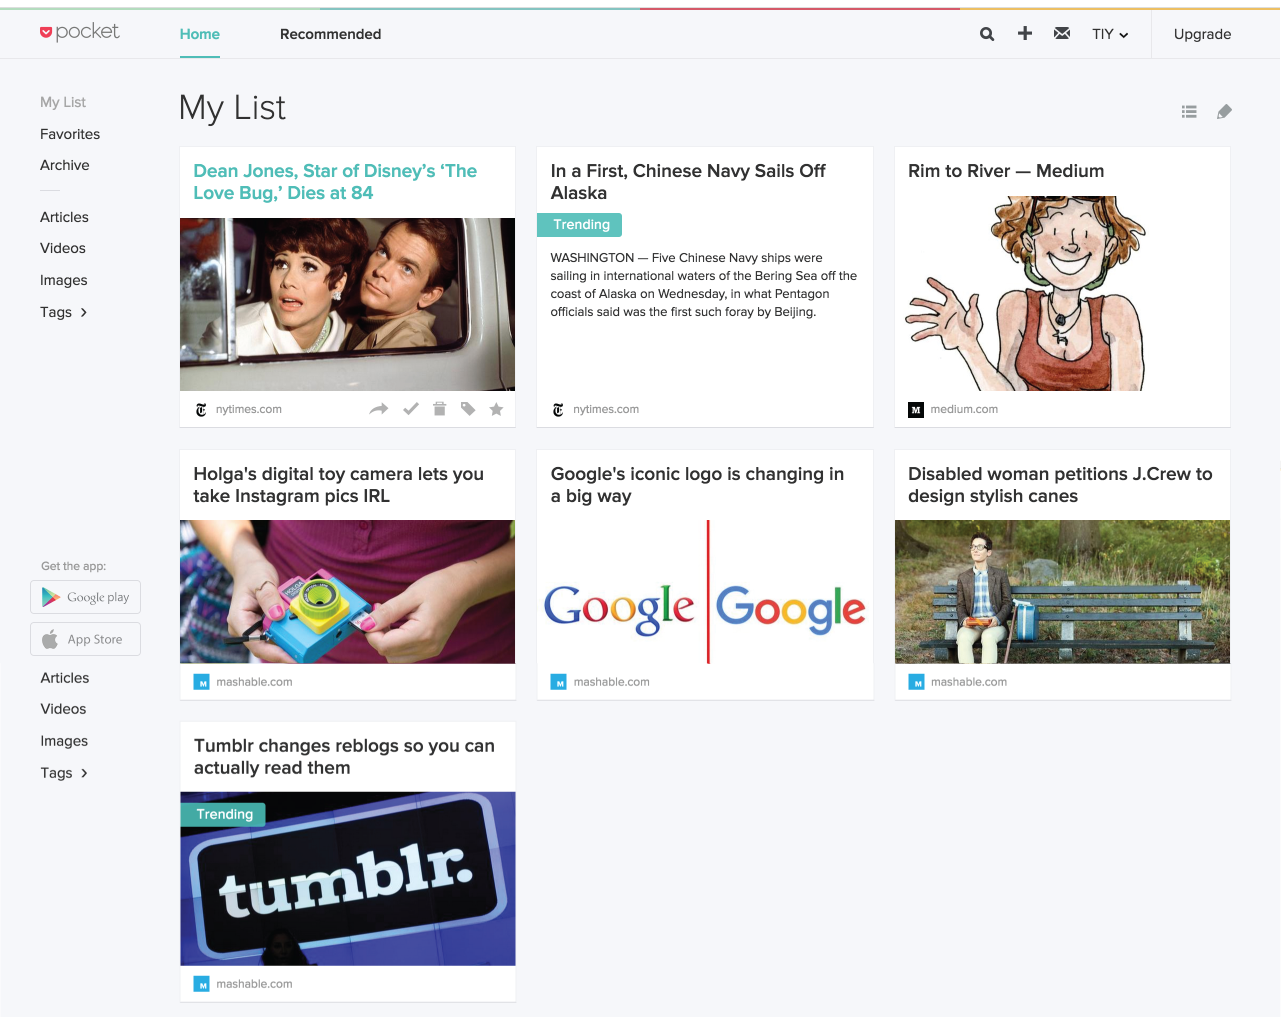 pocket
Home
Recommended
TIY
Upgrade
My List
Favorites
Archive
Articles
Videos
Images
Tags
Get the app:
Google play
App Store
Articles
Videos
Images
Tags
My List
Dean Jones, Star of Disney’s ‘The
Love Bug,’ Dies at 84
nytimes.com
In a First, Chinese Navy Sails Off
Alaska
Trending
WASHINGTON — Five Chinese Navy ships were
sailing in international waters of the Bering Sea off the
coast of Alaska on Wednesday, in what Pentagon
officials said was the first such foray by Beijing.
nytimes.com
Rim to River — Medium
M
medium.com
Holga's digital toy camera lets you
take Instagram pics IRL
HOLGA
M
mashable.com
Google's iconic logo is changing in
a big way
Google
Google
M
mashable.com
Disabled woman petitions J.Crew to
design stylish canes
M
mashable.com
Tumblr changes reblogs so you can
actually read them
Trending
tumblr.
M
mashable.com